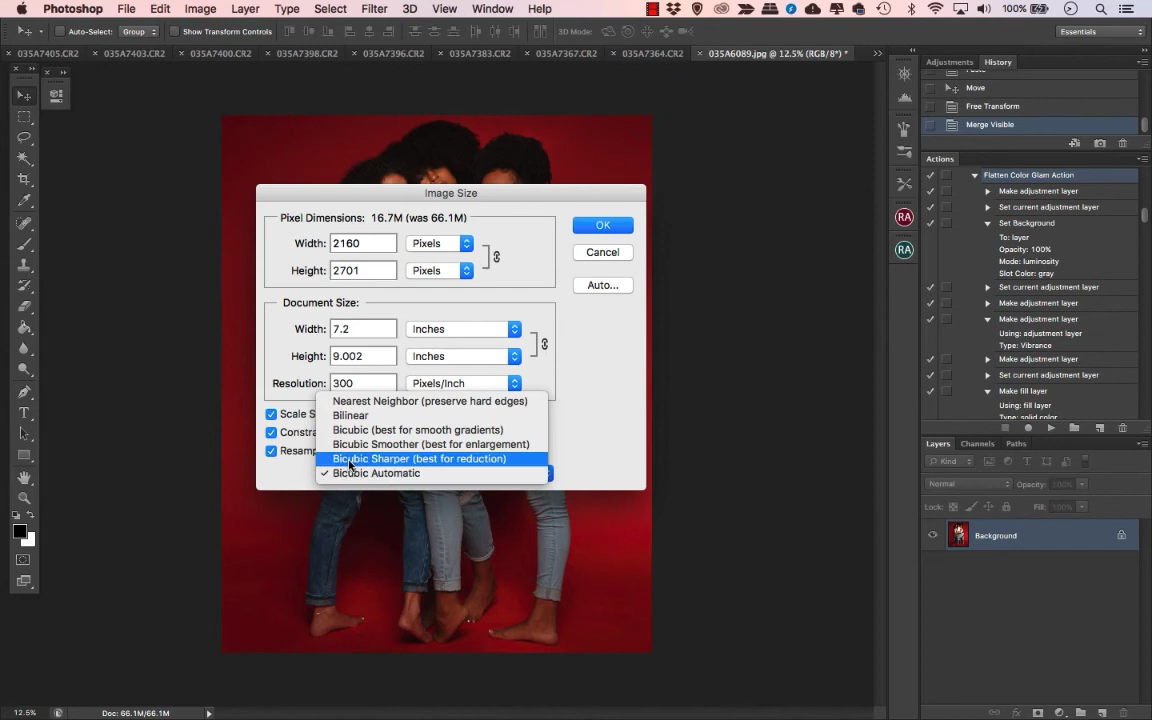 Photoshop File Edit Image Layer Type Select Filter 3D View Window Help 100%
Auto-Select: Group Show Transform Controls 3D Mode: Essentials
035A7405.CR2 035A7403.CR2 035A7400.CR2 035A7398.CR2 035A7396.CR2 035A7383.CR2 035A7367.CR2 035A7364.CR2 035A6089.jpg @ 12.5% (RGB/8*) *
Adjustments History
Paste
Move
Free Transform
Merge Visible
Actions
Flatten Color Glam Action
Make adjustment layer
Set current adjustment layer
Set Background
To: layer
Opacity: 100%
Mode: luminosity
Slot Color: gray
Set current adjustment layer
Make adjustment layer
Make adjustment layer
Using: adjustment layer
Type: Vibrance
Make adjustment layer
Set current adjustment layer
Make fill layer
Using: fill layer
Type: solid color
RA
RA
Layers Channels Paths
Kind
Normal Opacity: 100%
Lock: Fill: 100%
Background
Image Size
Pixel Dimensions: 16.7M (was 66.1M)
Width: 2160 Pixels
Height: 2701 Pixels
OK
Cancel
Auto...
Document Size:
Width: 7.2 Inches
Height: 9.002 Inches
Resolution: 300 Pixels/Inch
Scale S
Constra
Resamp
Nearest Neighbor (preserve hard edges)
Bilinear
Bicubic (best for smooth gradients)
Bicubic Smoother (best for enlargement)
Bicubic Sharper (best for reduction)
Bicubic Automatic
12.5% Doc: 66.1M/66.1M